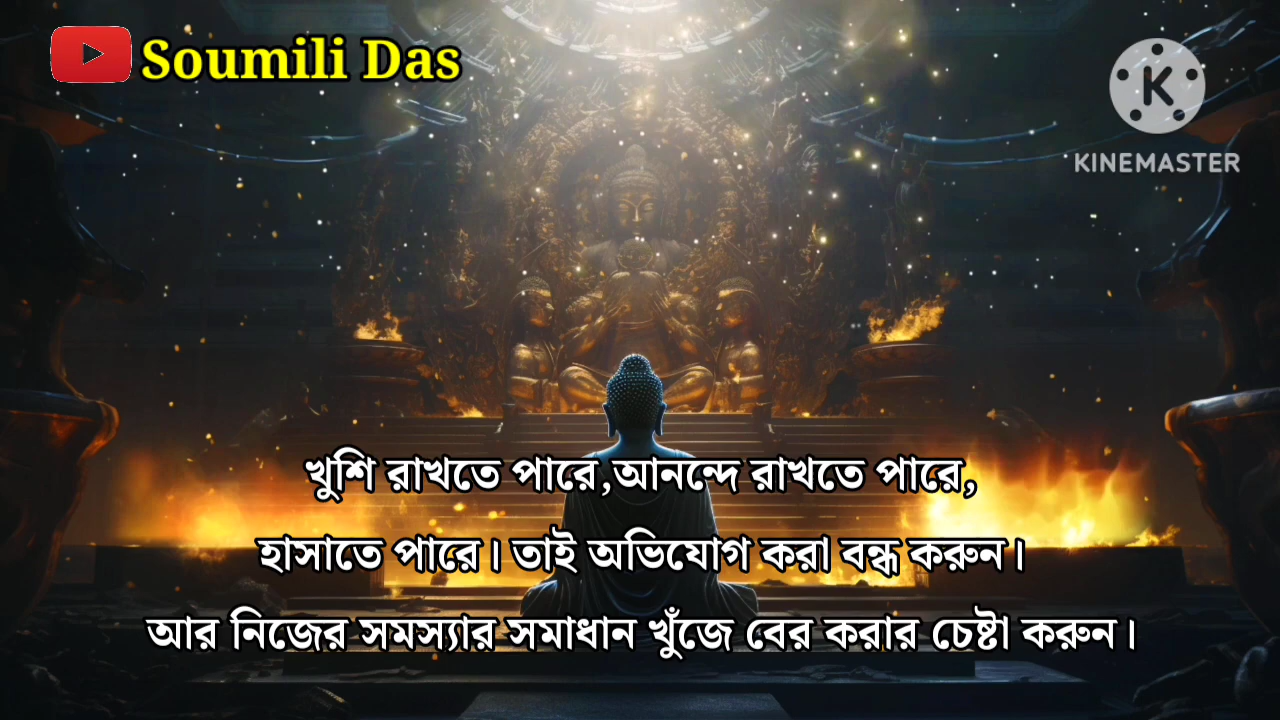 Soumili Das
K
KINEMASTER
খুশি রাখতে পারে,আনন্দে রাখতে পারে,
হাসাতে পারে। তাই অভিযোগ করা বন্ধ করুন।
আর নিজের সমস্যার সমাধান খুঁজে বের করার চেষ্টা করুন।